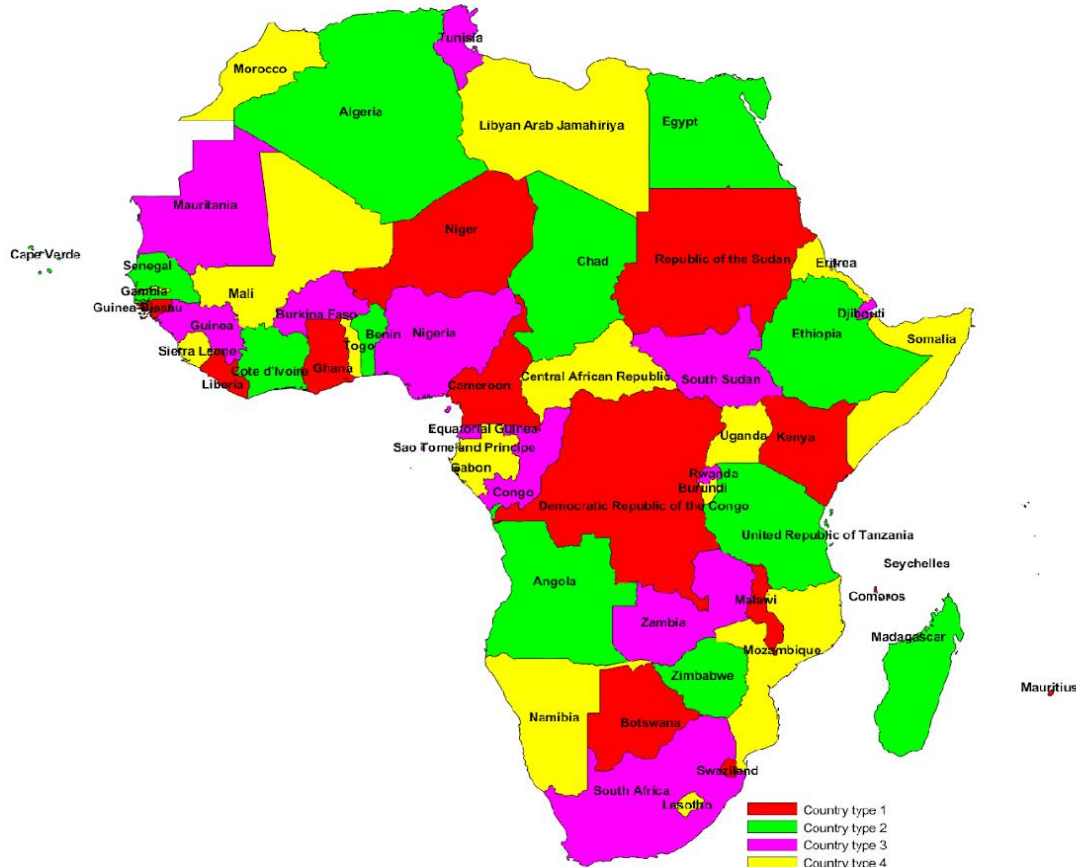 Tunisia
Morocco
Algeria
Libyan Arab Jamahiriya
Egypt
Mauritania
Niger
Cape Verde
Chad
Republic of the Sudan
Eritrea
Senegal
Gambia
Mali
Guinea-Bissau
Burkina Faso
Djibouti
Guinea
Benin
Nigeria
Ethiopia
Somalia
Sierra Leone
Togo
Cote d'Ivoire
Ghana
Liberia
Cameroon
Central African Republic
South Sudan
Equatorial Guinea
Uganda
Kenya
Sao Tome and Principe
Gabon
Rwanda
Congo
Burundi
Democratic Republic of the Congo
United Republic of Tanzania
Seychelles
Angola
Malawi
Comoros
Zambia
Madagascar
Mozambique
Zimbabwe
Mauritius
Namibia
Botswana
Swaziland
South Africa
Lesotho
Country type 1
Country type 2
Country type 3
Country type 4